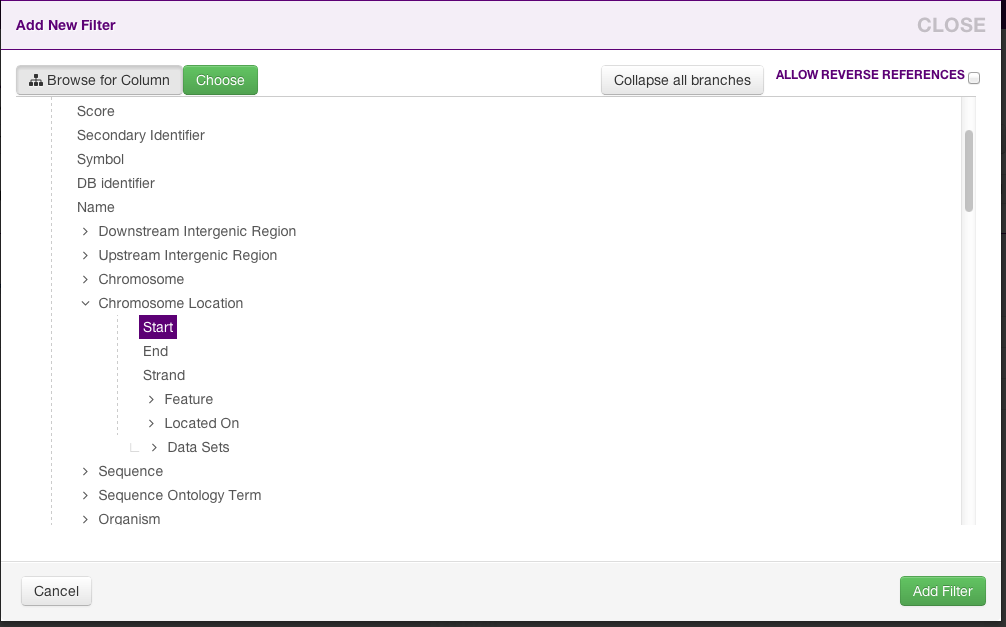 Add New Filter CLOSE
Browse for Column Choose Collapse all branches ALLOW REVERSE REFERENCES
Score
Secondary Identifier
Symbol
DB identifier
Name
Downstream Intergenic Region
Upstream Intergenic Region
Chromosome
Chromosome Location
Start
End
Strand
Feature
Located On
Data Sets
Sequence
Sequence Ontology Term
Organism
Cancel Add Filter